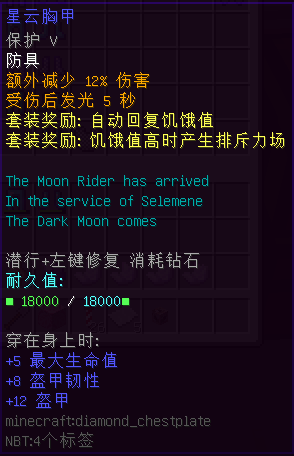 星云胸甲
保护 V
防具
额外减少 12% 伤害
受伤后发光 5 秒
套装奖励: 自动回复饥饿值
套装奖励: 饥饿值高时产生排斥力场
The Moon Rider has arrived
In the service of Selemene
The Dark Moon comes
潜行+左键修复 消耗钻石
耐久值:
■ 18000 / 18000■
穿在身上时:
+5 最大生命值
+8 盔甲韧性
+12 盔甲
minecraft:diamond_chestplate
NBT:4个标签